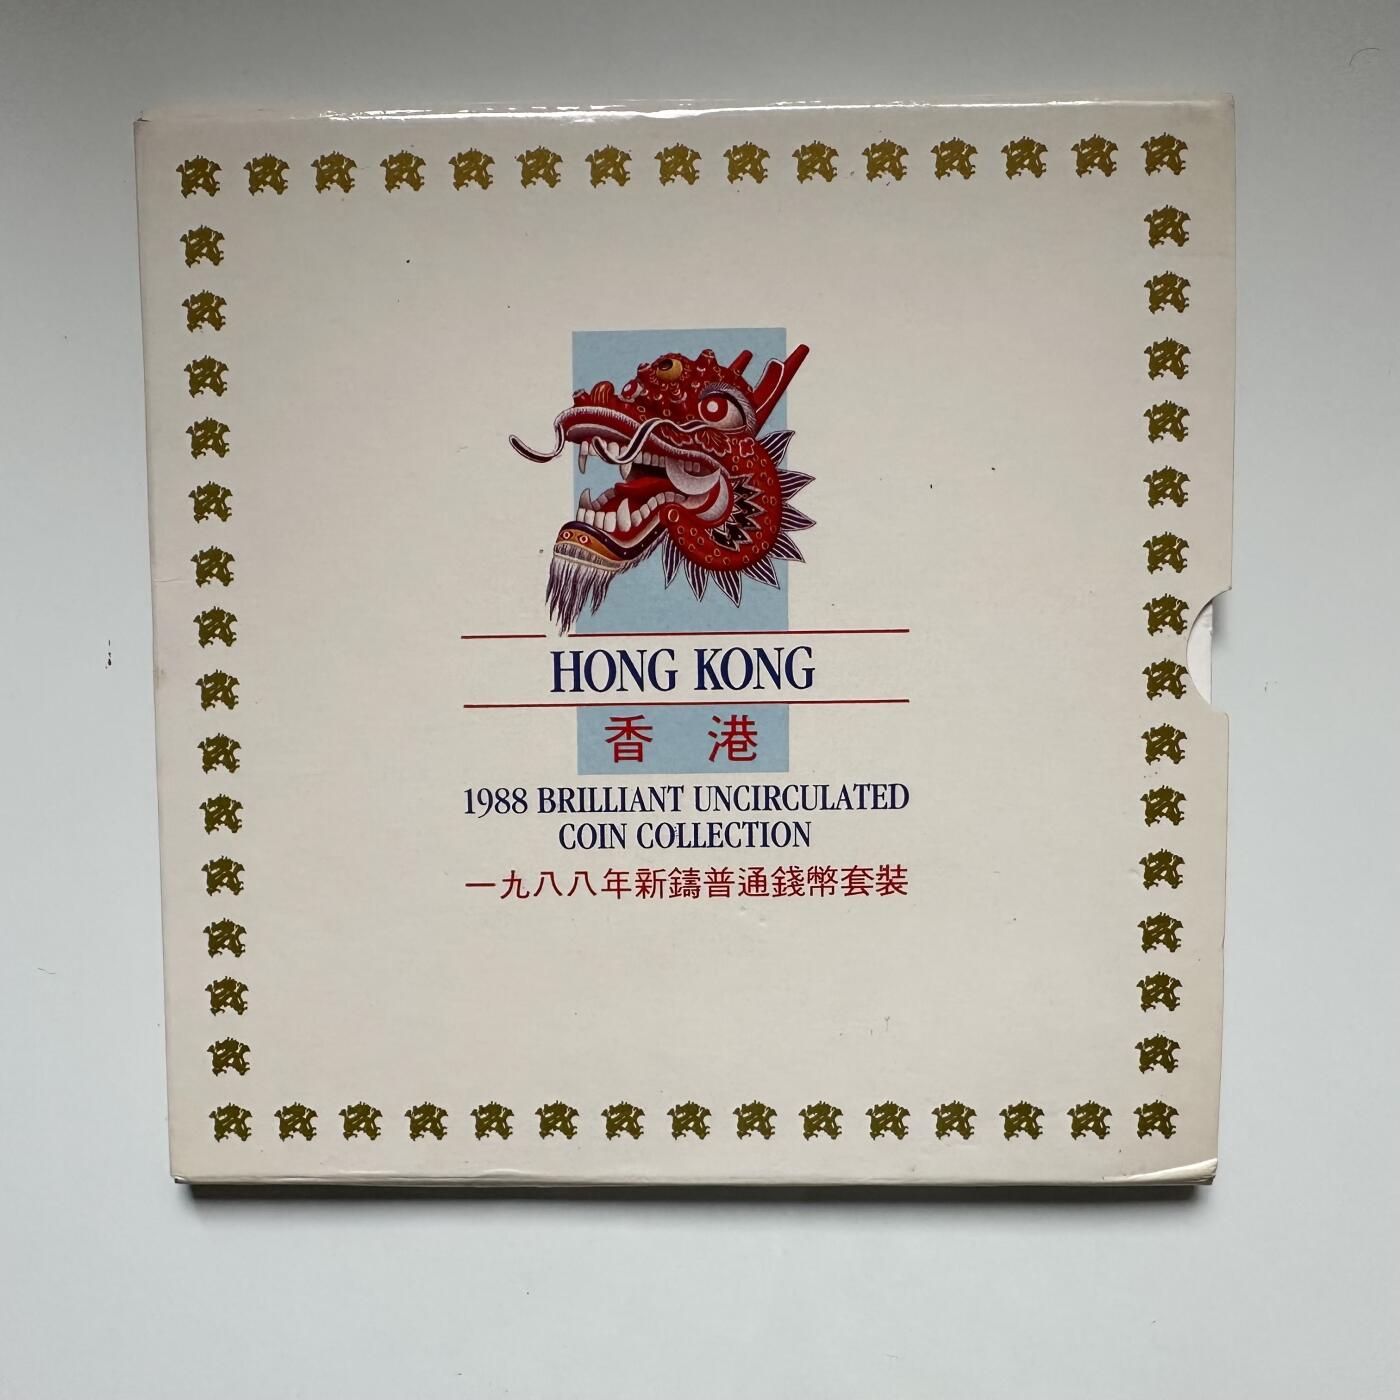 HONG KONG
香 港
1988 BRILLIANT UNCIRCULATED
COIN COLLECTION
一九八八年新鑄普通錢幣套裝